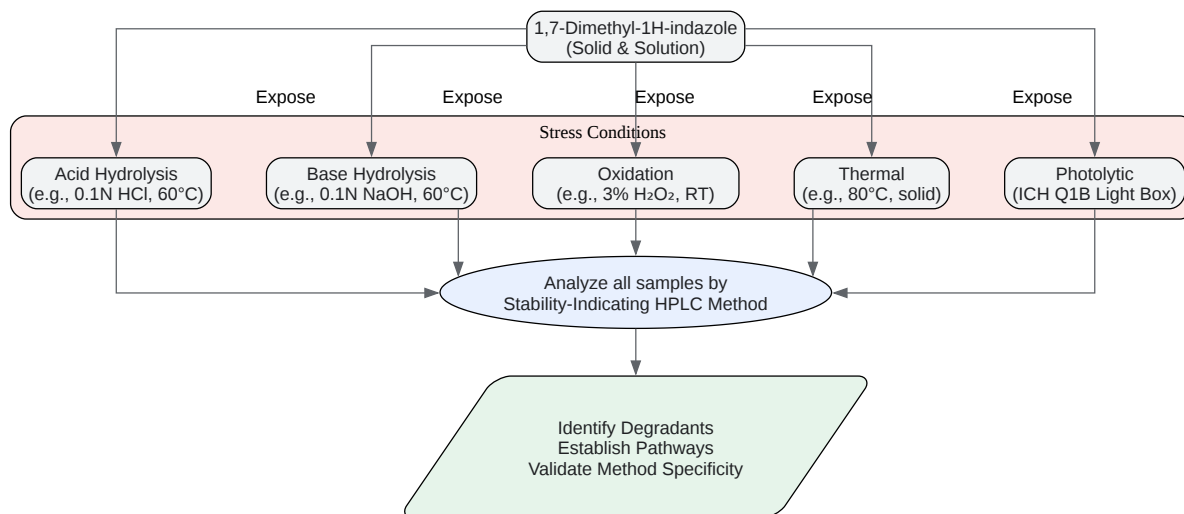 1,7-Dimethyl-1H-indazole
(Solid & Solution)
Expose
Expose
Expose
Expose
Expose
Stress Conditions
Acid Hydrolysis
(e.g., 0.1N HCl, 60°C)
Base Hydrolysis
(e.g., 0.1N NaOH, 60°C)
Oxidation
(e.g., 3% H₂O₂, RT)
Thermal
(e.g., 80°C, solid)
Photolytic
(ICH Q1B Light Box)
Analyze all samples by
Stability-Indicating HPLC Method
Identify Degradants
Establish Pathways
Validate Method Specificity